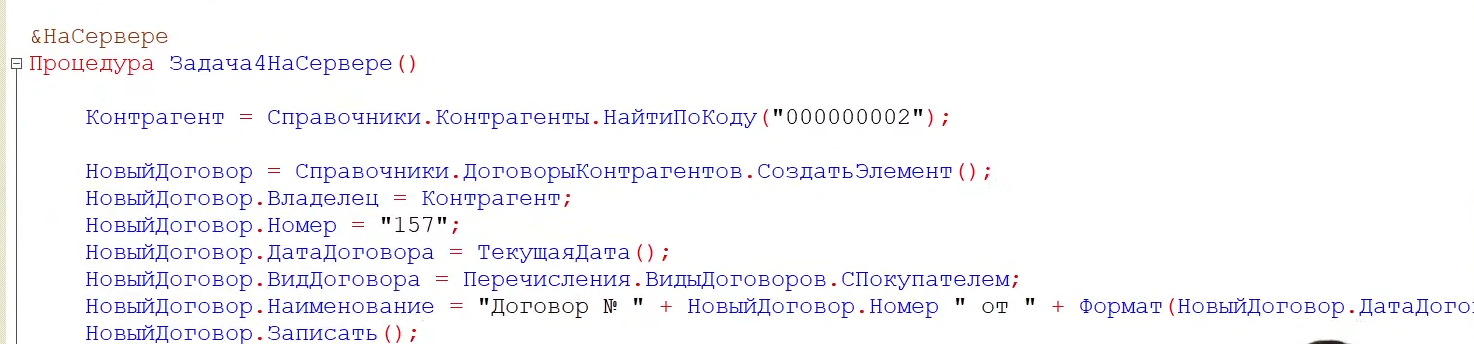 &НаСервере
Процедура Задача4НаСервере()
Контрагент = Справочники.Контрагенты.НайтиПоКоду("000000002");
НовыйДоговор = Справочники.ДоговорыКонтрагентов.СоздатьЭлемент();
НовыйДоговор.Владелец = Контрагент;
НовыйДоговор.Номер = "157";
НовыйДоговор.ДатаДоговора = ТекущаяДата();
НовыйДоговор.ВидДоговора = Перечисления.ВидыДоговоров.СПокупателем;
НовыйДоговор.Наименование = "Договор № " + НовыйДоговор.Номер " от " + Формат(НовыйДоговор.ДатаДогов
НовыйДоговор.Записать();